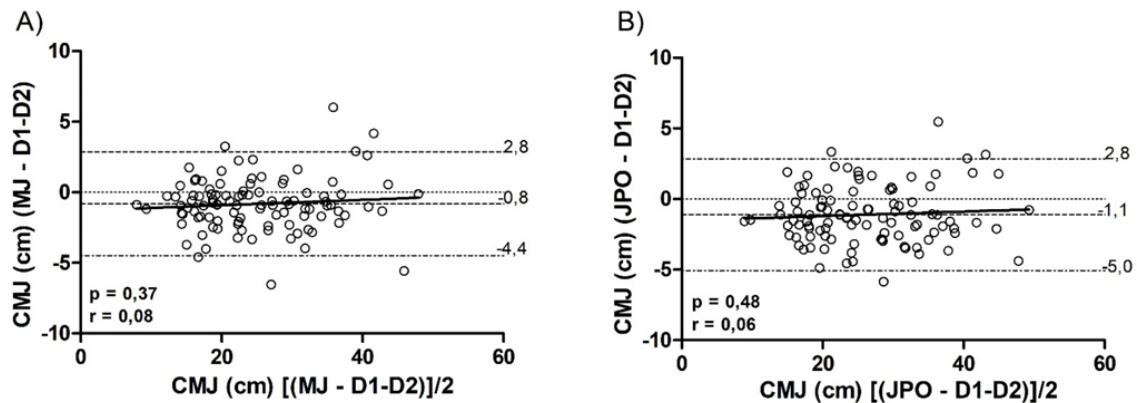 A)
10
5
0
-5
-10
CMJ (cm) (MJ - D1-D2)
2,8
-0,8
-4,4
p = 0,37
r = 0,08
0 20 40 60
CMJ (cm) [(MJ - D1-D2)]/2
B)
10
5
0
-5
-10
CMJ (cm) (JPO - D1-D2)
2,8
-1,1
-5,0
p = 0,48
r = 0,06
0 20 40 60
CMJ (cm) [(JPO - D1-D2)]/2